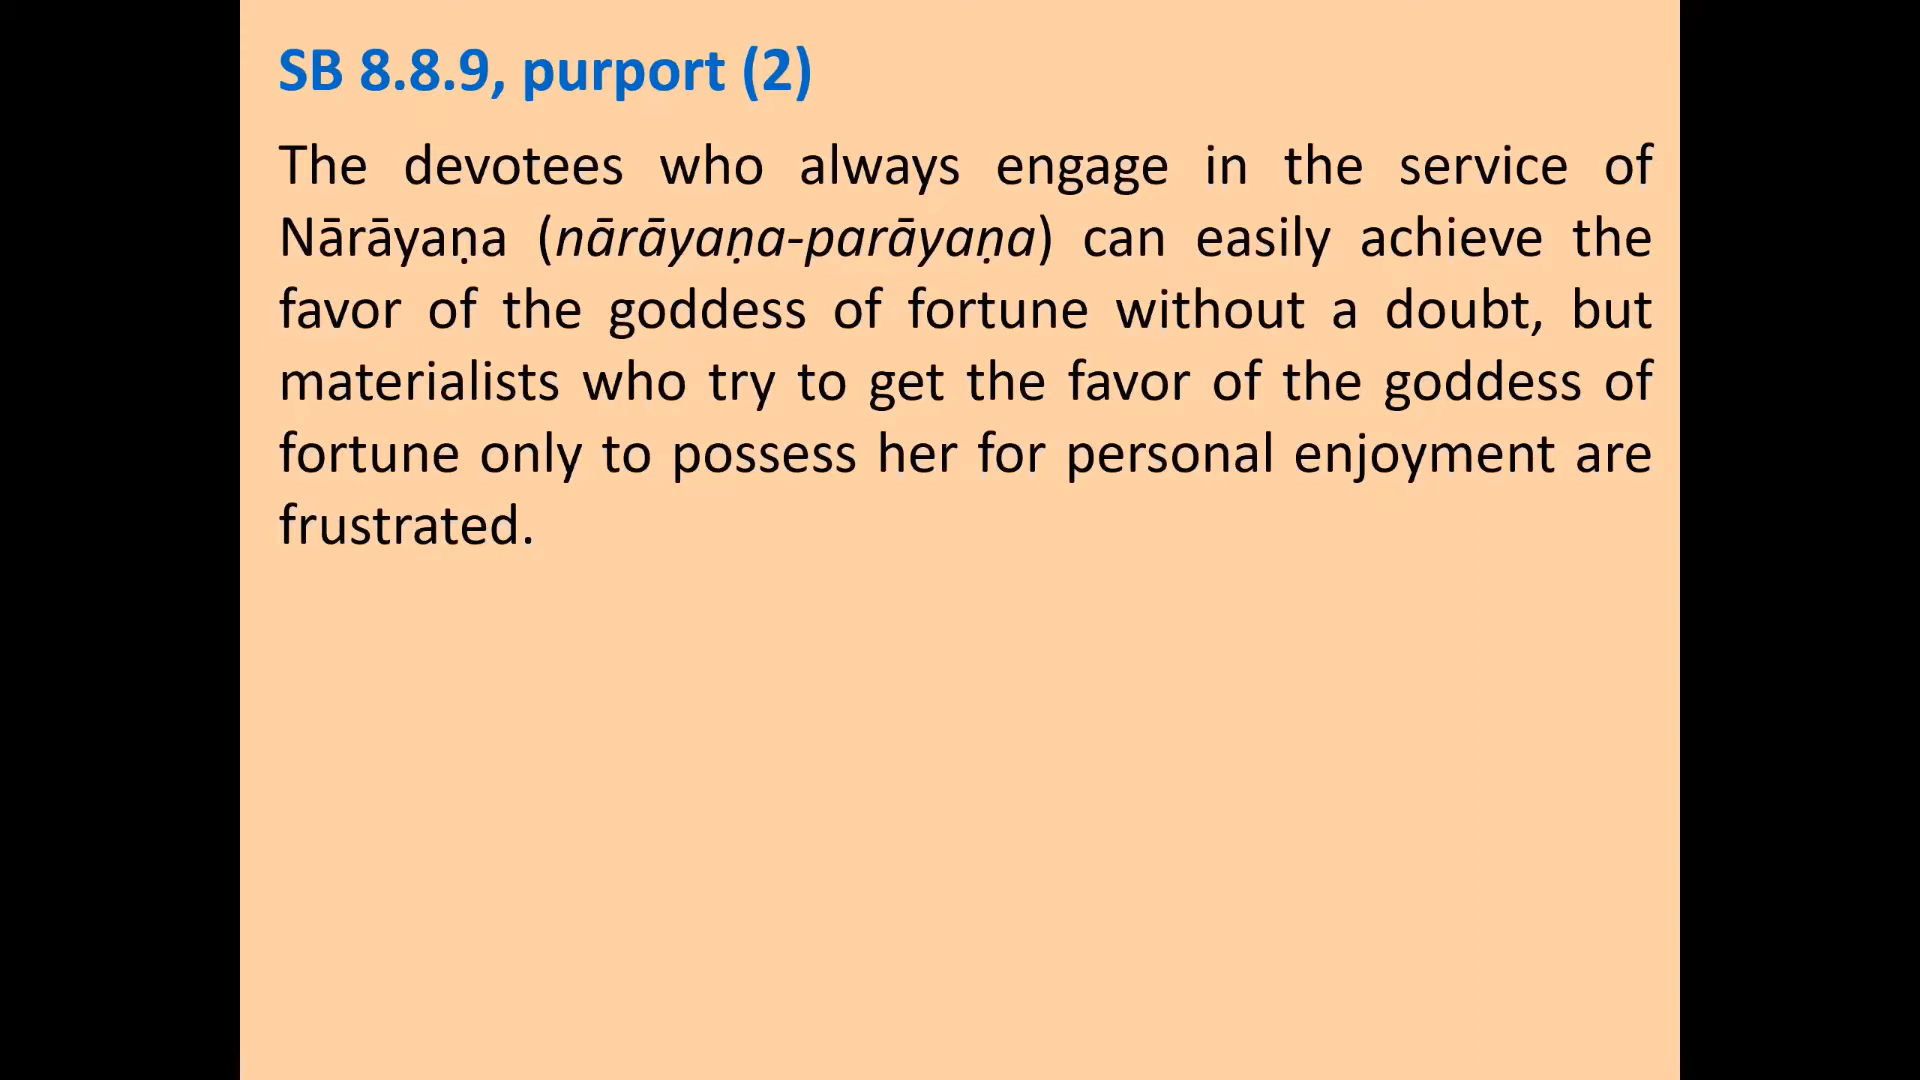 SB 8.8.9, purport (2)
The devotees who always engage in the service of
Nārāyaṇa (nārāyaṇa-parāyaṇa) can easily achieve the
favor of the goddess of fortune without a doubt, but
materialists who try to get the favor of the goddess of
fortune only to possess her for personal enjoyment are
frustrated.